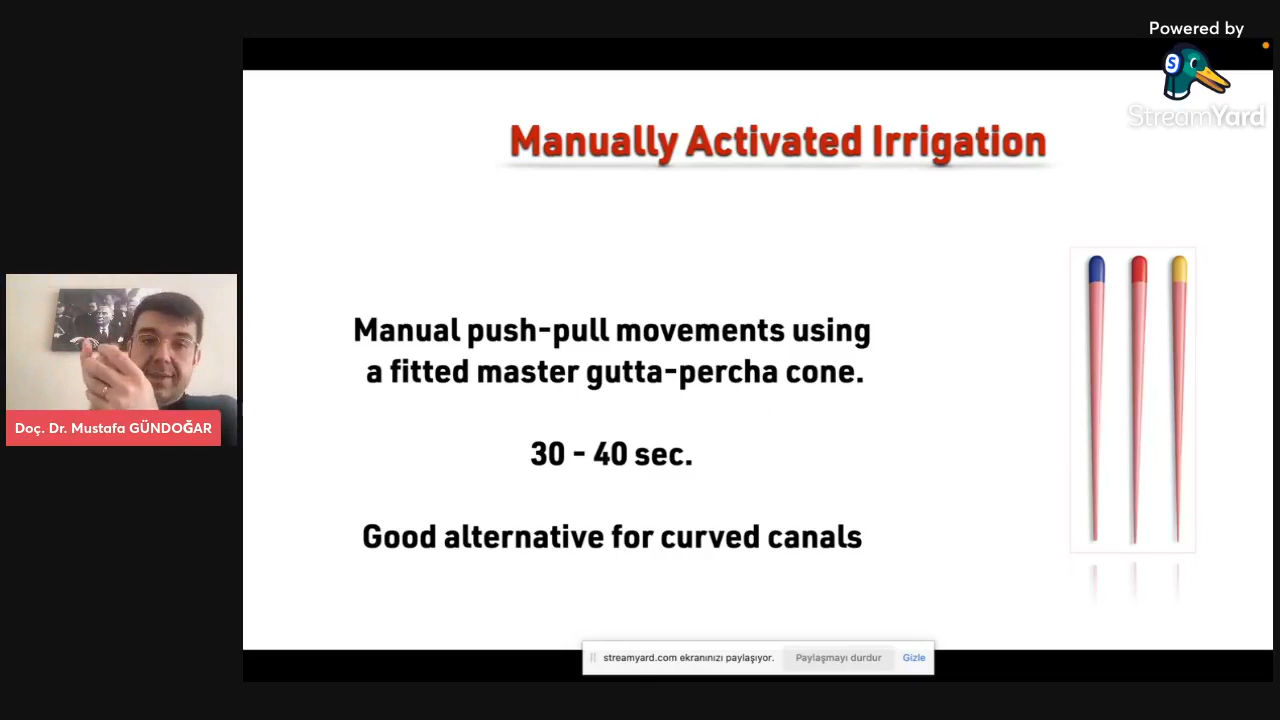 Powered by
S
StreamYard
Manually Activated Irrigation
Manual push-pull movements using
a fitted master gutta-percha cone.
30 - 40 sec.
Good alternative for curved canals
Doç. Dr. Mustafa GÜNDOĞAR
streamyard.com ekranınızı paylaşıyor. Paylaşmayı durdur Gizle